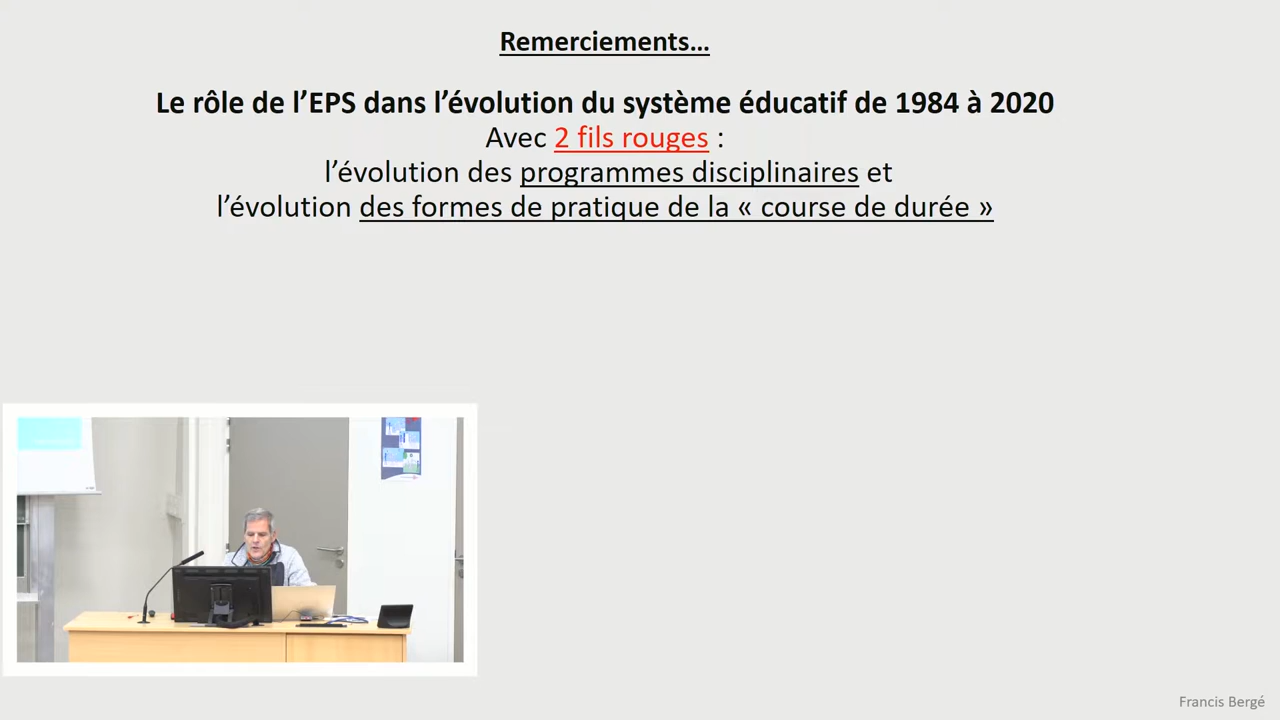 Remerciements…
Le rôle de l’EPS dans l’évolution du système éducatif de 1984 à 2020
Avec 2 fils rouges :
l’évolution des programmes disciplinaires et
l’évolution des formes de pratique de la « course de durée »
Francis Bergé